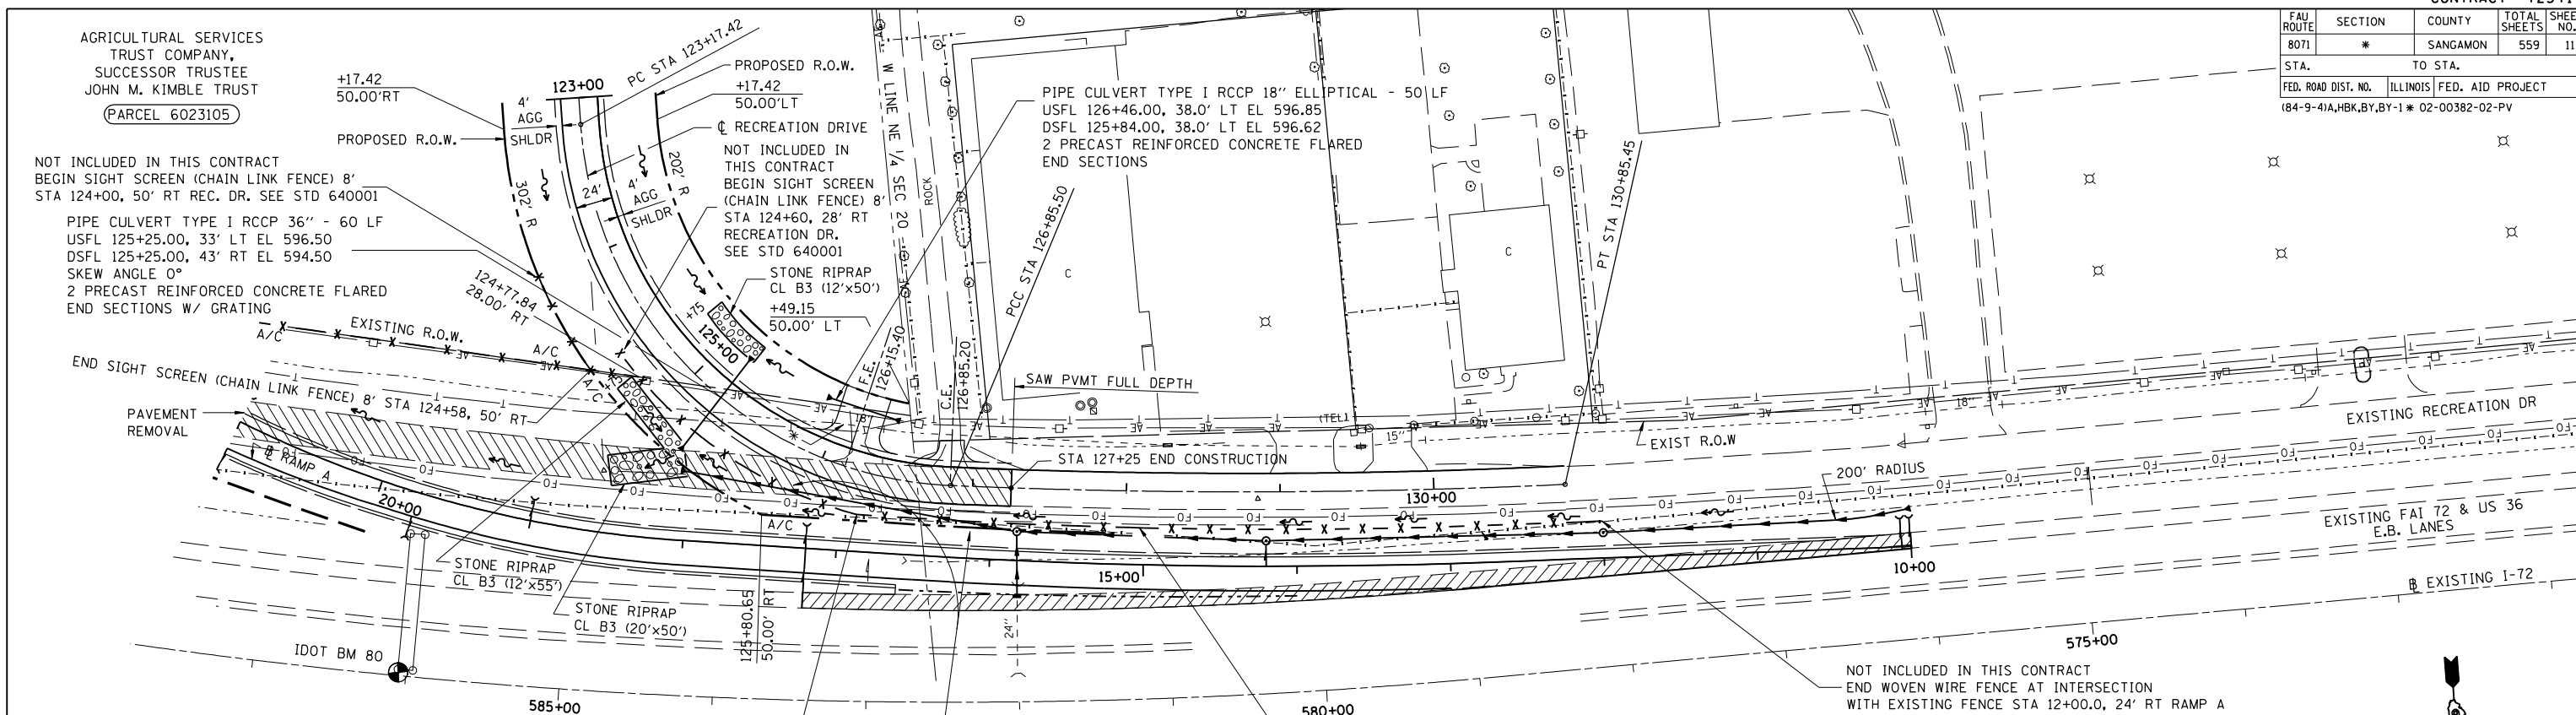 AGRICULTURAL SERVICES
TRUST COMPANY,
SUCCESSOR TRUSTEE
JOHN M. KIMBLE TRUST
PARCEL 6023105
+17.42
50.00'RT
PROPOSED R.O.W.
4'
AGG
SHLDR
123+00
PC STA 123+17.42
PROPOSED R.O.W.
+17.42
50.00'LT
℄ RECREATION DRIVE
302' R
24'
4'
AGG
SHLDR
202' R
NOT INCLUDED IN THIS CONTRACT
BEGIN SIGHT SCREEN (CHAIN LINK FENCE) 8'
STA 124+00, 50' RT REC. DR. SEE STD 640001
PIPE CULVERT TYPE I RCCP 36" - 60 LF
USFL 125+25.00, 33' LT EL 596.50
DSFL 125+25.00, 43' RT EL 594.50
SKEW ANGLE 0°
2 PRECAST REINFORCED CONCRETE FLARED
END SECTIONS W/ GRATING
NOT INCLUDED IN
THIS CONTRACT
BEGIN SIGHT SCREEN
(CHAIN LINK FENCE) 8'
STA 124+60, 28' RT
RECREATION DR.
SEE STD 640001
STONE RIPRAP
CL B3 (12'x50')
+49.15
50.00' LT
124+77.84
28.00' RT
+75
125+00
+75
W LINE NE 1/4 SEC 20
ROCK
PIPE CULVERT TYPE I RCCP 18" ELLIPTICAL - 50 LF
USFL 126+46.00, 38.0' LT EL 596.85
DSFL 125+84.00, 38.0' LT EL 596.62
2 PRECAST REINFORCED CONCRETE FLARED
END SECTIONS
PCC STA 126+85.50
PT STA 130+85.45
C
C
FAU ROUTE
SECTION
COUNTY
TOTAL SHEETS
8071
*
SANGAMON
559
11
STA.
TO STA.
FED. ROAD DIST. NO.
ILLINOIS
FED. AID PROJECT
(84-9-4)A,HBK,BY,BY-1 * 02-00382-02-PV
EXISTING R.O.W.
A/C
A/C
A/C
END SIGHT SCREEN (CHAIN LINK FENCE) 8' STA 124+58, 50' RT
PAVEMENT
REMOVAL
F.E.
126+15.40
C.E.
126+85.20
18"
SAW PVMT FULL DEPTH
STA 127+25 END CONSTRUCTION
(TEL)
15"
EXIST R.O.W
18"
EXISTING RECREATION DR
130+00
200' RADIUS
℄ RAMP A
20+00
A/C
STONE RIPRAP
CL B3 (12'x55')
STONE RIPRAP
CL B3 (20'x50')
125+80.65
50.00' RT
24"
15+00
10+00
EXISTING FAI 72 & US 36
E.B. LANES
EXISTING I-72
IDOT BM 80
585+00
580+00
575+00
NOT INCLUDED IN THIS CONTRACT
END WOVEN WIRE FENCE AT INTERSECTION
WITH EXISTING FENCE STA 12+00.0, 24' RT RAMP A